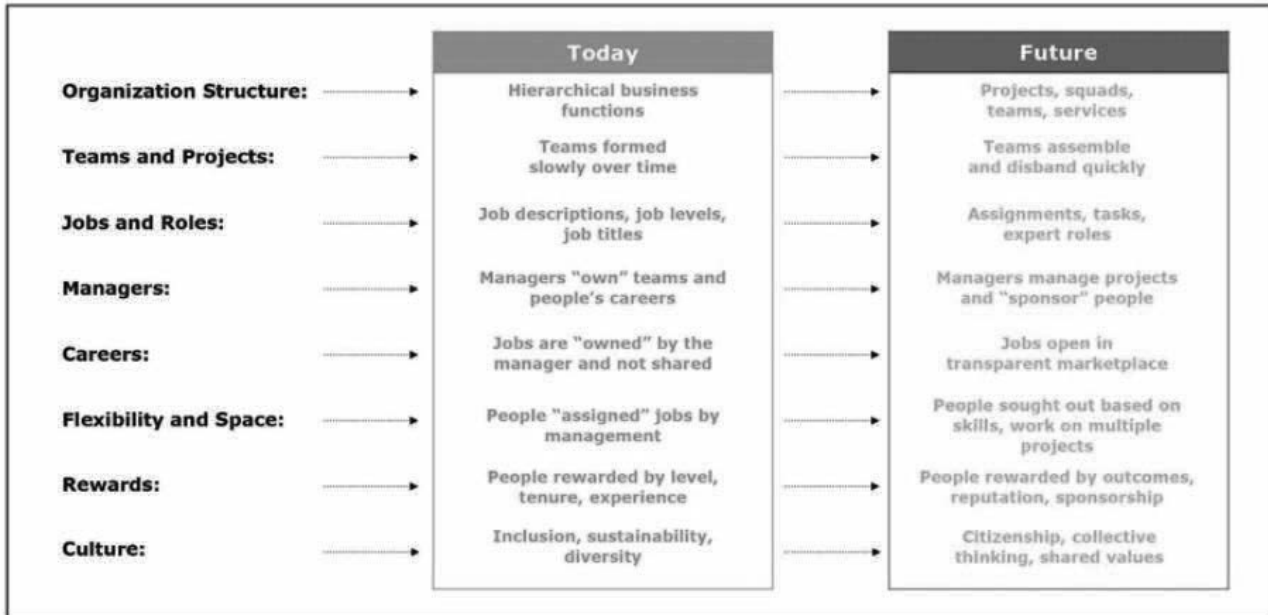 Today
Future
Organization Structure:
Hierarchical business
functions
Projects, squads,
teams, services
Teams and Projects:
Teams formed
slowly over time
Teams assemble
and disband quickly
Jobs and Roles:
Job descriptions, job levels,
job titles
Assignments, tasks,
expert roles
Managers:
Managers “own” teams and
people’s careers
Managers manage projects
and “sponsor” people
Careers:
Jobs are “owned” by the
manager and not shared
Jobs open in
transparent marketplace
Flexibility and Space:
People “assigned” jobs by
management
People sought out based on
skills, work on multiple
projects
Rewards:
People rewarded by level,
tenure, experience
People rewarded by outcomes,
reputation, sponsorship
Culture:
Inclusion, sustainability,
diversity
Citizenship, collective
thinking, shared values